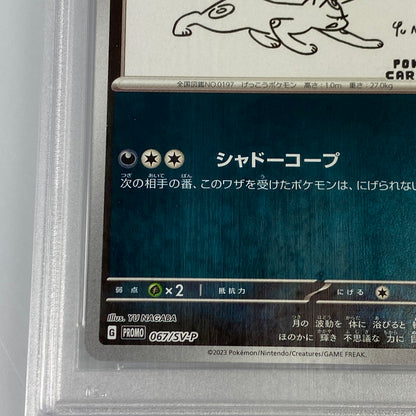 Yu N
POK
CAR
全国図鑑NO.0197 げっこうポケモン 高さ：1.0m 重さ：27.0kg
シャドーコープ
次の相手の番、このワザを受けたポケモンは、にげられない
弱点 ×2 抵抗力 にげる
Illus. YU NAGABA
月の波動を体に浴びると
G PROMO 067/SV-P
ほのかに輝き不思議な力に目
©2023 Pokémon/Nintendo/Creatures/GAME FREAK.